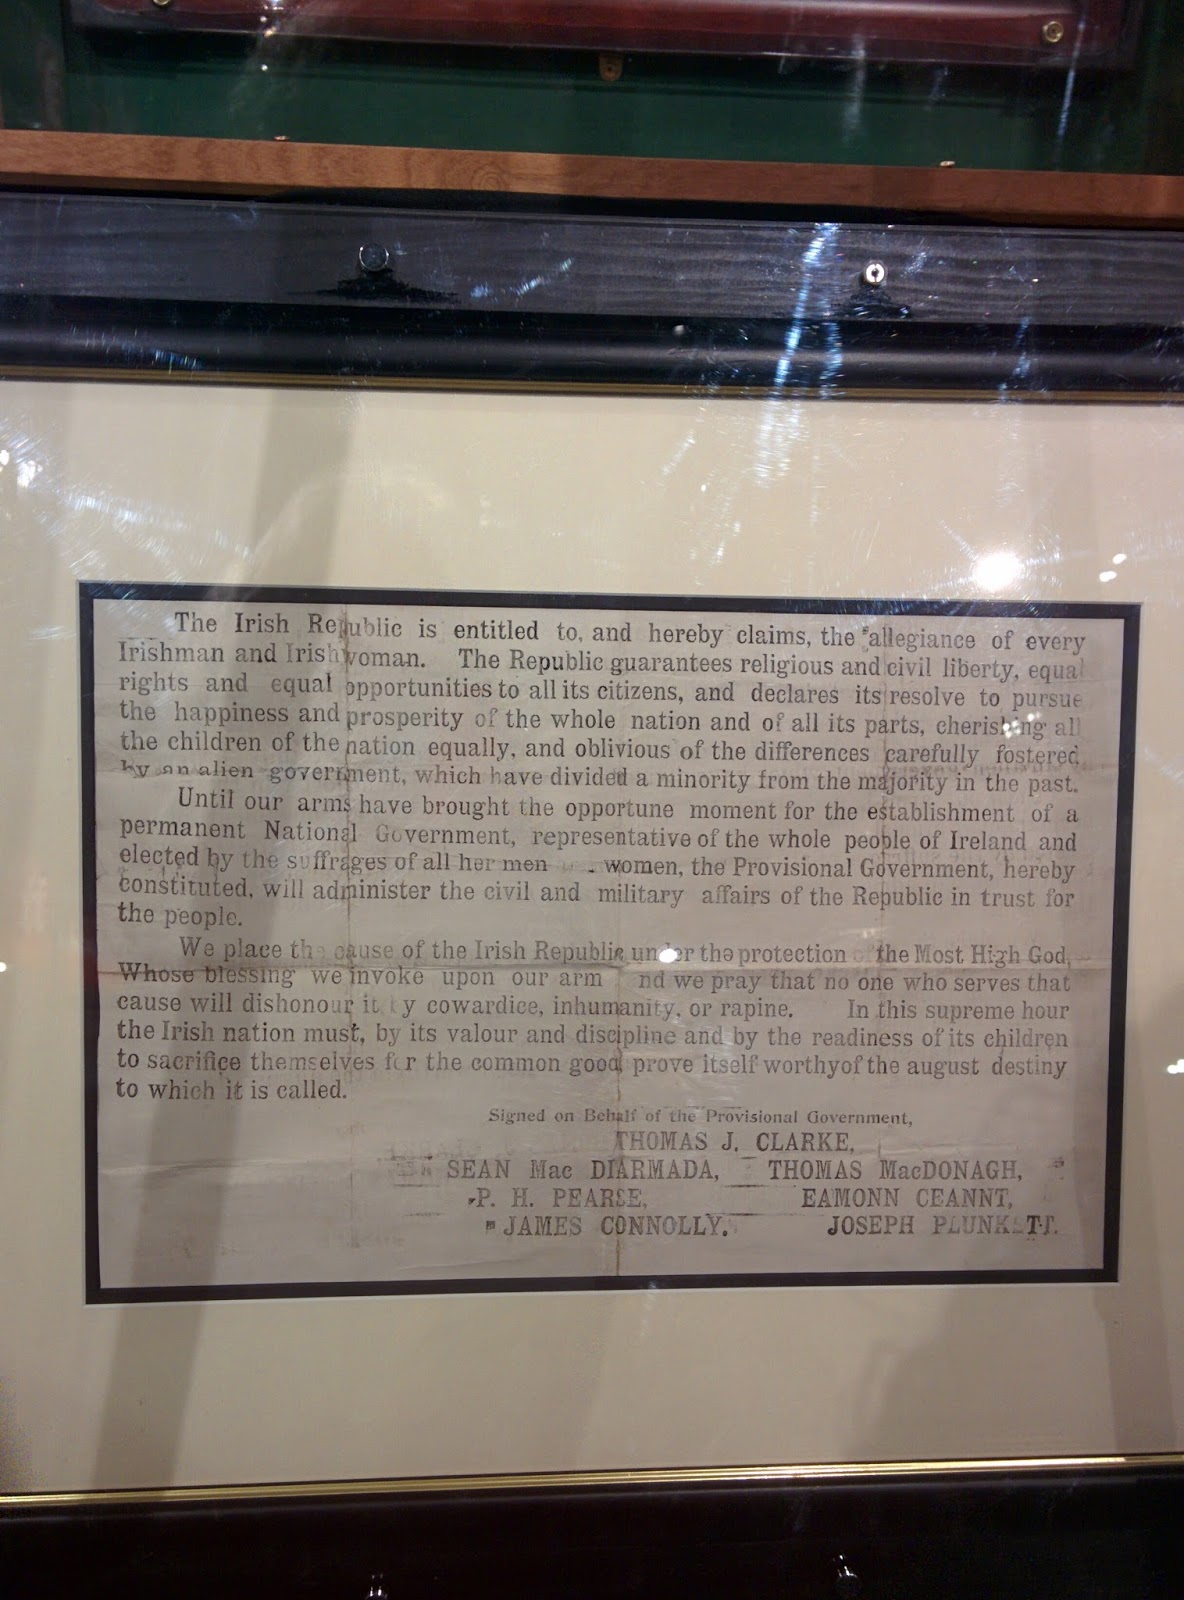 The Irish Republic is entitled to, and hereby claims, the allegiance of every
Irishman and Irishwoman. The Republic guarantees religious and civil liberty, equal
rights and equal opportunities to all its citizens, and declares its resolve to pursue
the happiness and prosperity of the whole nation and of all its parts, cherishing all
the children of the nation equally, and oblivious of the differences carefully fostered
by an alien government, which have divided a minority from the majority in the past.
Until our arms have brought the opportune moment for the establishment of a
permanent National Government, representative of the whole people of Ireland and
elected by the suffrages of all her men women, the Provisional Government, hereby
constituted, will administer the civil and military affairs of the Republic in trust for
the people.
We place the cause of the Irish Republic under the protection of the Most High God,
Whose blessing we invoke upon our arm nd we pray that no one who serves that
cause will dishonour it y cowardice, inhumanity, or rapine. In this supreme hour
the Irish nation must, by its valour and discipline and by the readiness of its children
to sacrifice themselves for the common good, prove itself worthyof the august destiny
to which it is called.
Signed on Behalf of the Provisional Government,
THOMAS J. CLARKE,
SEAN Mac DIARMADA, THOMAS MacDONAGH,
P. H. PEARSE, EAMONN CEANNT,
JAMES CONNOLLY. JOSEPH PLUNKETT.